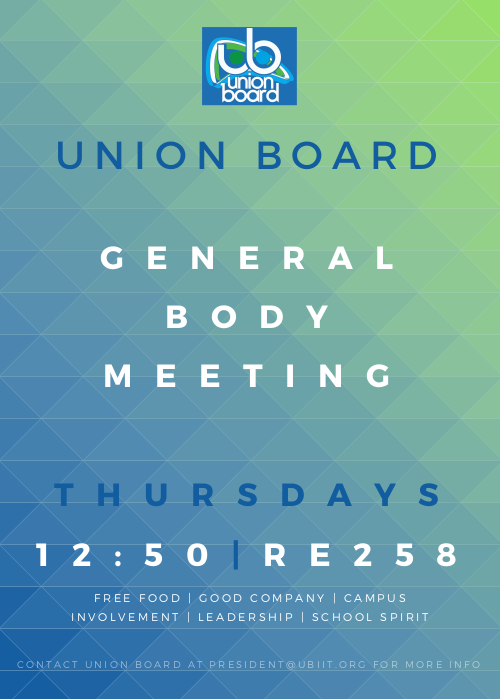 ub
union
board
UNION BOARD
GENERAL
BODY
MEETING
THURSDAYS
12:50|RE258
FREE FOOD | GOOD COMPANY | CAMPUS
INVOLVEMENT | LEADERSHIP | SCHOOL SPIRIT
CONTACT UNION BOARD AT PRESIDENT@UBIIT.ORG FOR MORE INFO